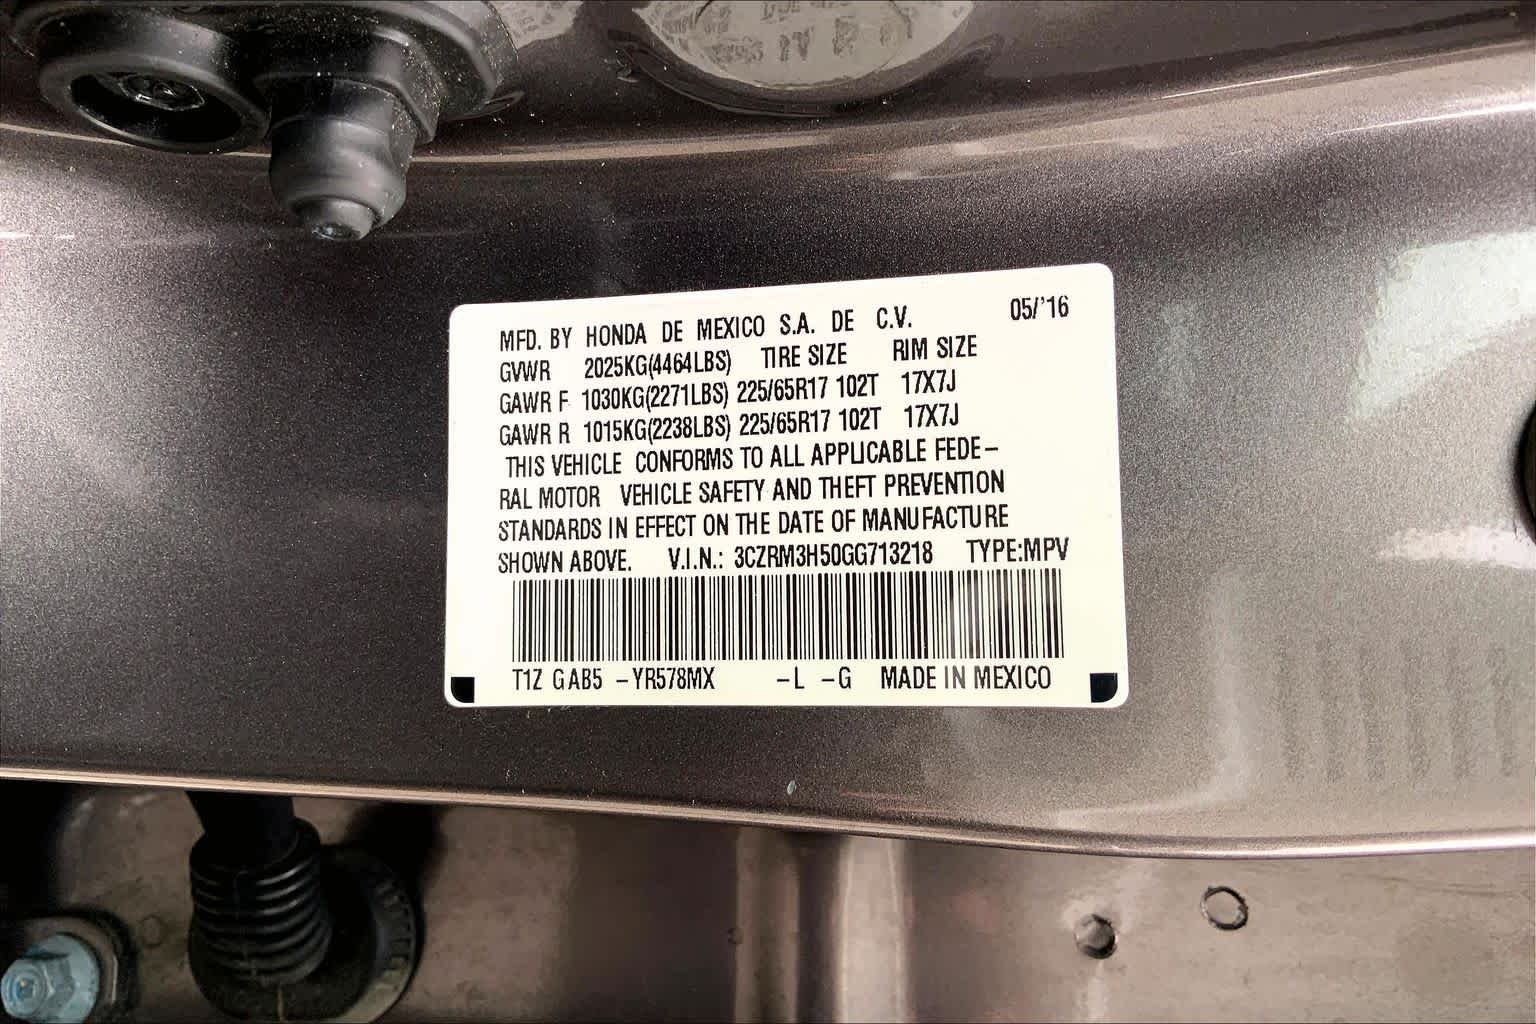 MFD. BY HONDA DE MEXICO S.A. DE C.V. 05/'16
GVWR 2025KG(4464LBS) TIRE SIZE RIM SIZE
GAWR F 1030KG(2271LBS) 225/65R17 102T 17X7J
GAWR R 1015KG(2238LBS) 225/65R17 102T 17X7J
THIS VEHICLE CONFORMS TO ALL APPLICABLE FEDE-
RAL MOTOR VEHICLE SAFETY AND THEFT PREVENTION
STANDARDS IN EFFECT ON THE DATE OF MANUFACTURE
SHOWN ABOVE. V.I.N.: 3CZRM3H50GG713218 TYPE:MPV
T1Z GAB5 -YR578MX -L -G MADE IN MEXICO